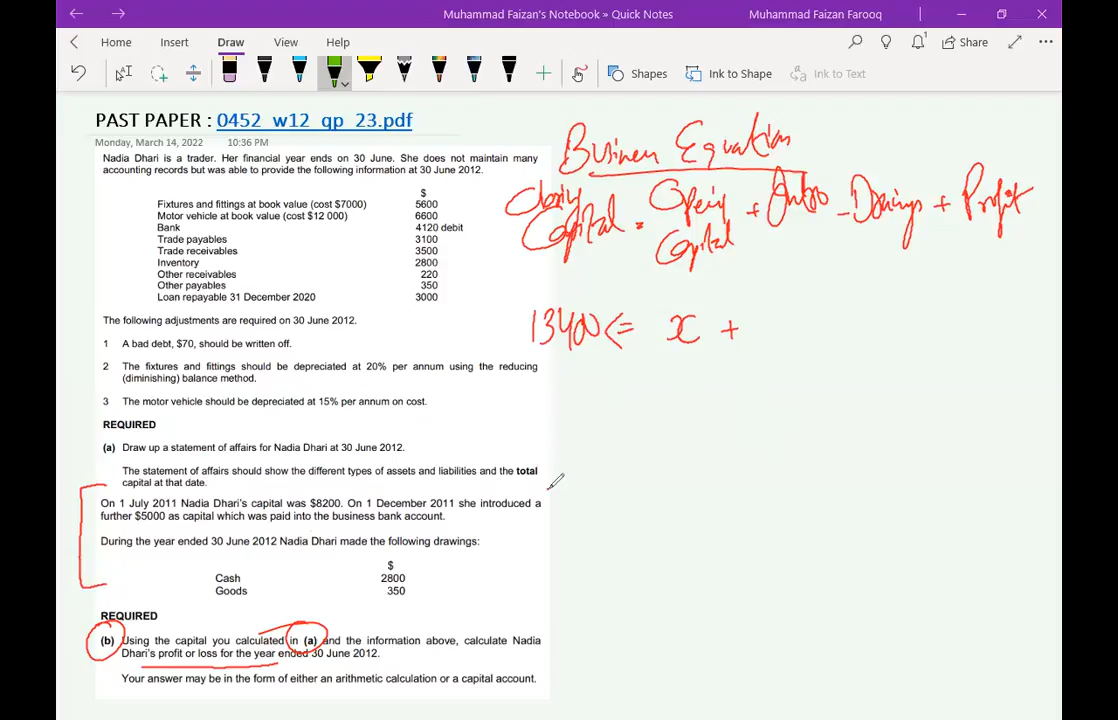 Muhammad Faizan's Notebook » Quick Notes
Muhammad Faizan Farooq
Home Insert Draw View Help
1
Share
Shapes
Ink to Shape
Ink to Text
PAST PAPER : 0452_w12_qp_23.pdf
Monday, March 14, 2022 10:36 PM
Nadia Dhari is a trader. Her financial year ends on 30 June. She does not maintain many
accounting records but was able to provide the following information at 30 June 2012.
$
Fixtures and fittings at book value (cost $7000) 5600
Motor vehicle at book value (cost $12 000) 6600
Bank 4120 debit
Trade payables 3100
Trade receivables 3500
Inventory 2800
Other receivables 220
Other payables 350
Loan repayable 31 December 2020 3000
The following adjustments are required on 30 June 2012.
1 A bad debt, $70, should be written off.
2 The fixtures and fittings should be depreciated at 20% per annum using the reducing
(diminishing) balance method.
3 The motor vehicle should be depreciated at 15% per annum on cost.
REQUIRED
(a) Draw up a statement of affairs for Nadia Dhari at 30 June 2012.
The statement of affairs should show the different types of assets and liabilities and the total
capital at that date.
On 1 July 2011 Nadia Dhari's capital was $8200. On 1 December 2011 she introduced a
further $5000 as capital which was paid into the business bank account.
During the year ended 30 June 2012 Nadia Dhari made the following drawings:
$
Cash 2800
Goods 350
REQUIRED
(b) Using the capital you calculated in (a) and the information above, calculate Nadia
Dhari's profit or loss for the year ended 30 June 2012.
Your answer may be in the form of either an arithmetic calculation or a capital account.
Business Equation
Closing Opening + Intro - Drawings + Profit
Capital = Capital
13400 = x +